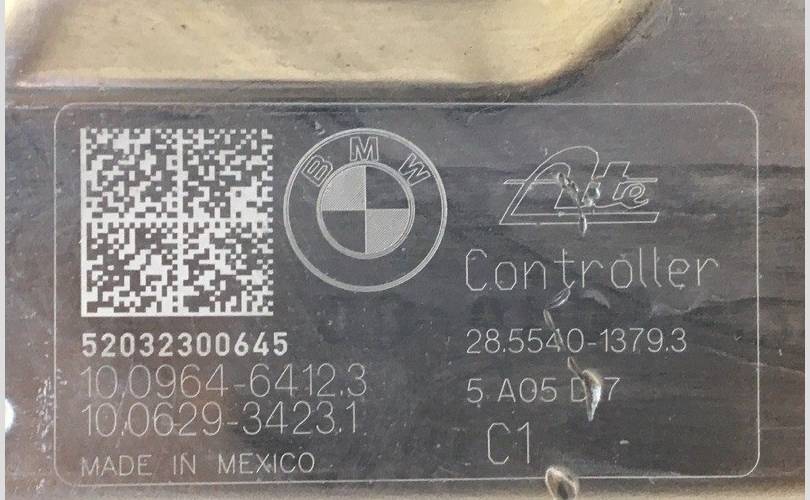 BMW
Ate
Controller
52032300645
28.5540-1379.3
10.0964-6412.3
5 A05 D 7
10.0629-3423.1
C1
MADE IN MEXICO